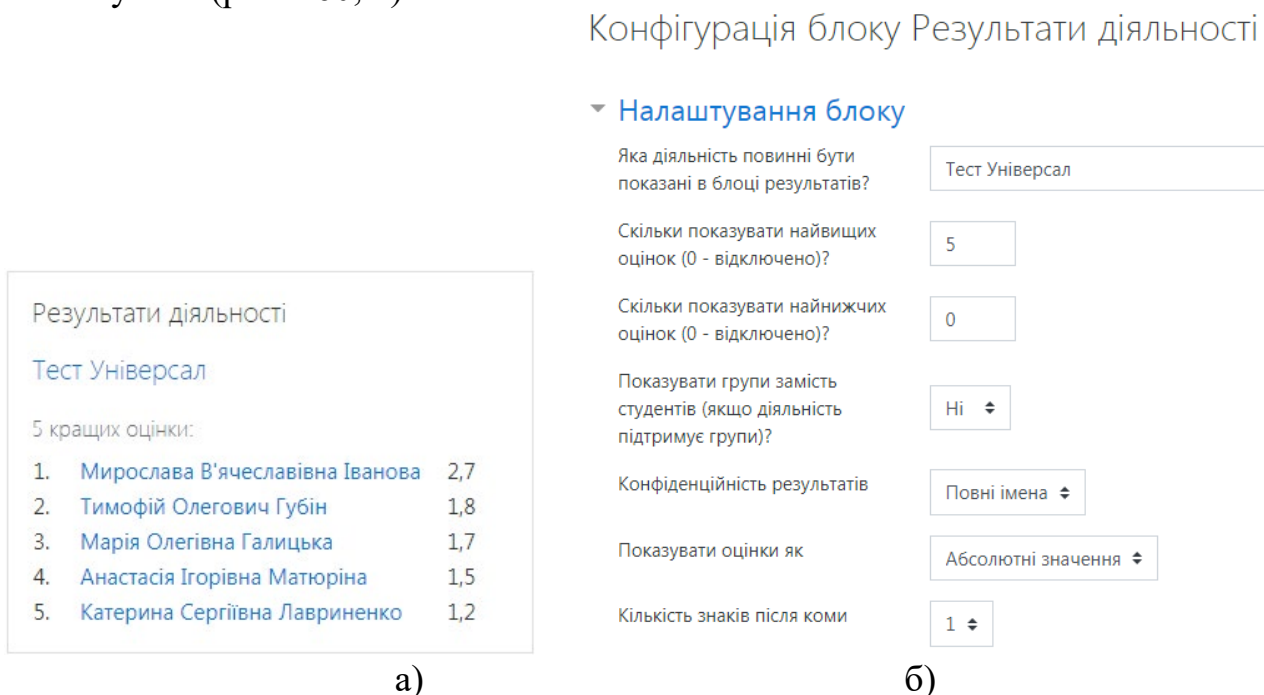 Конфігурація блоку Результати діяльності
Налаштування блоку
Яка діяльність повинні бути
показані в блоці результатів?
Тест Універсал
Скільки показувати найвищих
оцінок (0 - відключено)?
5
Скільки показувати найнижчих
оцінок (0 - відключено)?
0
Показувати групи замість
студентів (якщо діяльність
підтримує групи)?
Ні
Конфіденційність результатів
Повні імена
Показувати оцінки як
Абсолютні значення
Кількість знаків після коми
1
Результати діяльності
Тест Універсал
5 кращих оцінки:
1. Мирослава В'ячеславівна Іванова 2,7
2. Тимофій Олегович Губін 1,8
3. Марія Олегівна Галицька 1,7
4. Анастасія Ігорівна Матюріна 1,5
5. Катерина Сергіївна Лавриненко 1,2
а) б)